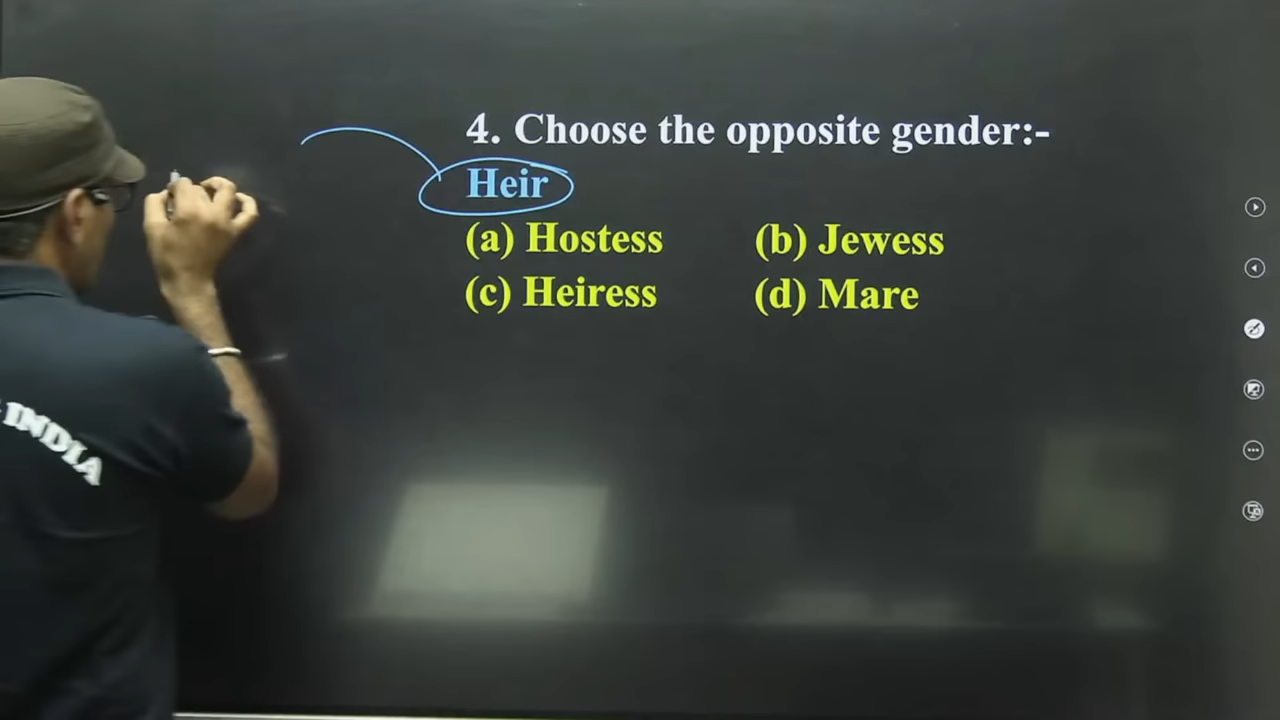 4. Choose the opposite gender:-
Heir
(a) Hostess (b) Jewess
(c) Heiress (d) Mare
INDIA